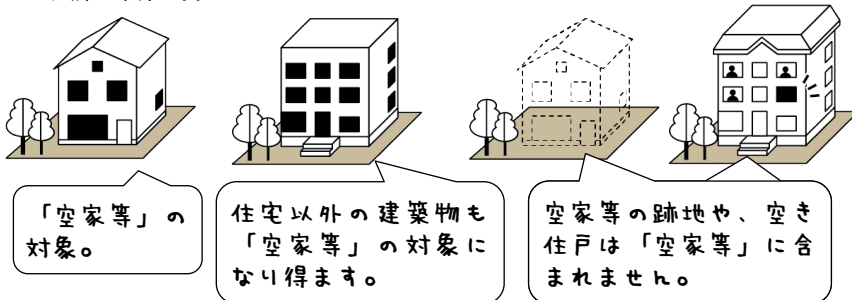 「空家等」の
対象。
住宅以外の建築物も
「空家等」の対象に
なり得ます。
空家等の跡地や、空き
住戸は「空家等」に含
まれません。